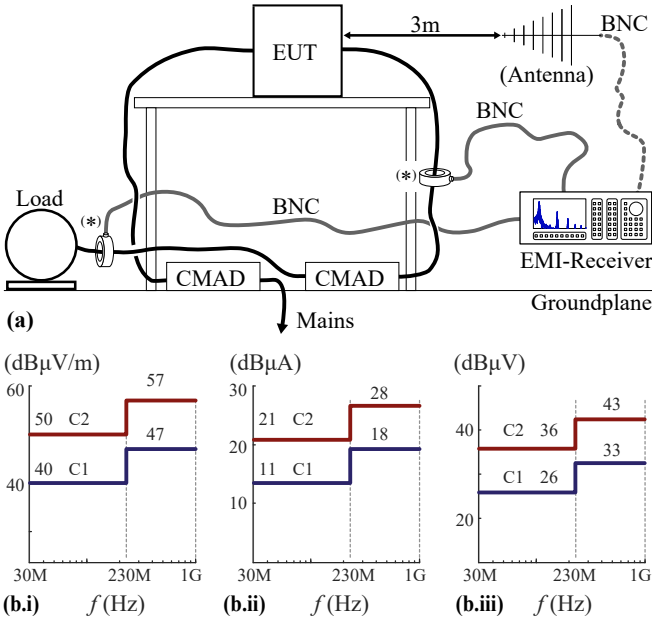 3m
BNC
EUT
(Antenna)
BNC
Load
(*)
(*)
BNC
EMI-Receiver
CMAD
CMAD
Groundplane
(a)
Mains
(dBμV/m)
60
57
50 C2
47
40 C1
40
30M 230M 1G
(b.i) f (Hz)
(dBμA)
30
28
21 C2
20
18
11 C1
10
30M 230M 1G
(b.ii) f (Hz)
(dBμV)
43
40
C2 36
33
C1 26
20
30M 230M 1G
(b.iii) f (Hz)